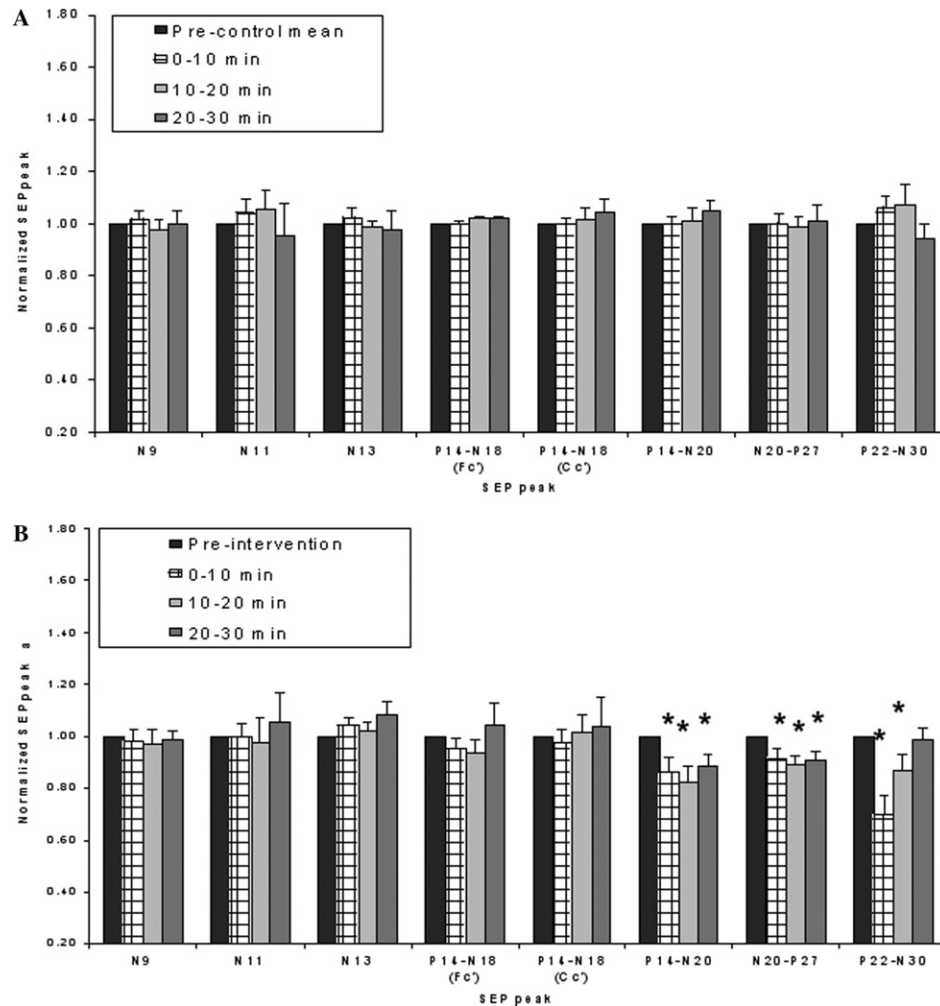 A
1.80
1.60
1.40
1.20
1.00
0.80
0.60
0.40
0.20
Normalized SEPpeak
Pre-control mean
0-10 min
10-20 min
20-30 min
N9 N11 N13 P14-N18 P14-N18 P14-N20 N20-P27 P22-N30
(Fc') (Cc')
SEP peak
B
1.80
1.60
1.40
1.20
1.00
0.80
0.60
0.40
0.20
Normalized SEPpeak a
Pre-intervention
0-10 min
10-20 min
20-30 min
* * * * * * * *
N9 N11 N13 P14-N18 P14-N18 P14-N20 N20-P27 P22-N30
(Fc') (Cc')
SEP peak